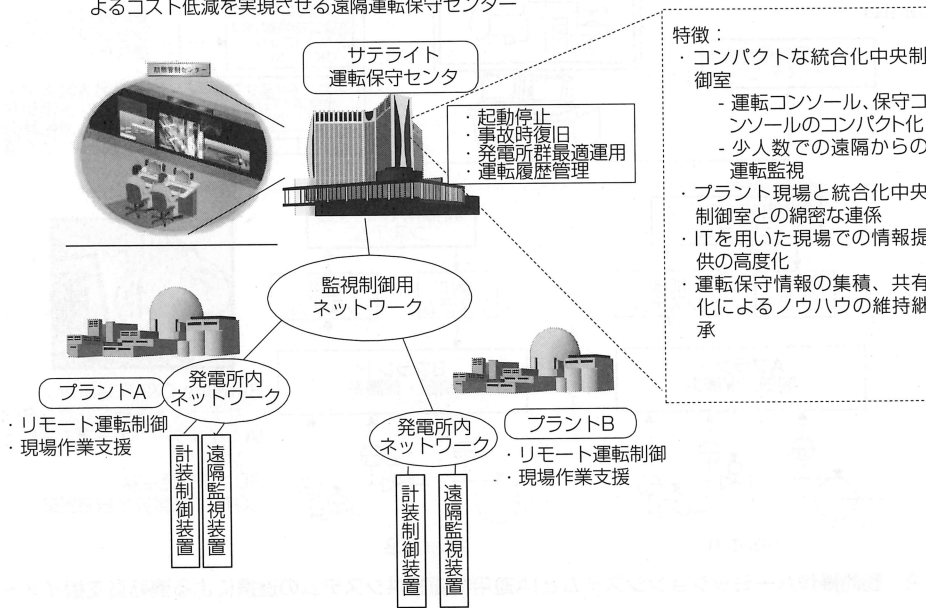 よるコスト低減を実現させる遠隔運転保守センター
サテライト
運転保守センタ
・起動停止
・事故時復旧
・発電所群最適運用
・運転履歴管理
特徴：
・コンパクトな統合化中央制
御室
- 運転コンソール、保守コ
ンソールのコンパクト化
- 少人数での遠隔からの
運転監視
・プラント現場と統合化中央
制御室との綿密な連係
・ITを用いた現場での情報提
供の高度化
・運転保守情報の集積、共有
化によるノウハウの維持継
承
監視制御用
ネットワーク
プラントA
発電所内
ネットワーク
・リモート運転制御
・現場作業支援
計装制御装置
遠隔監視装置
発電所内
ネットワーク
プラントB
・リモート運転制御
・現場作業支援
計装制御装置
遠隔監視装置